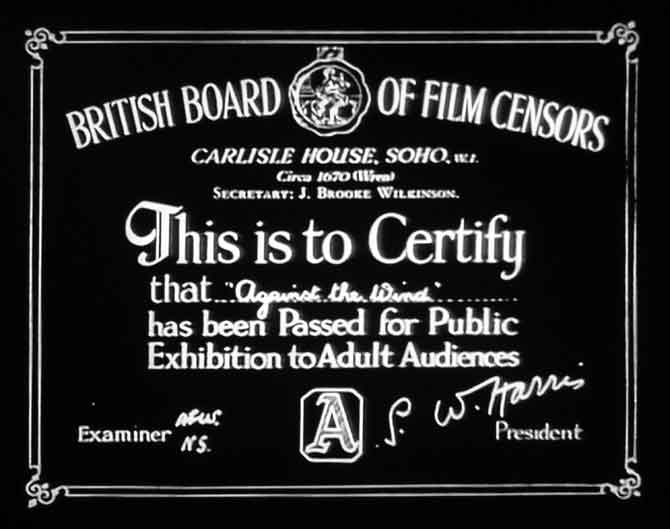 BRITISH BOARD OF FILM CENSORS
CARLISLE HOUSE, SOHO, W.1.
Circa 1670 (Wren)
SECRETARY: J. BROOKE WILKINSON.
This is to Certify
that "Against the Wind"
has been Passed for Public
Exhibition to Adult Audiences
A S. W. Harris
Examiner N.S. President